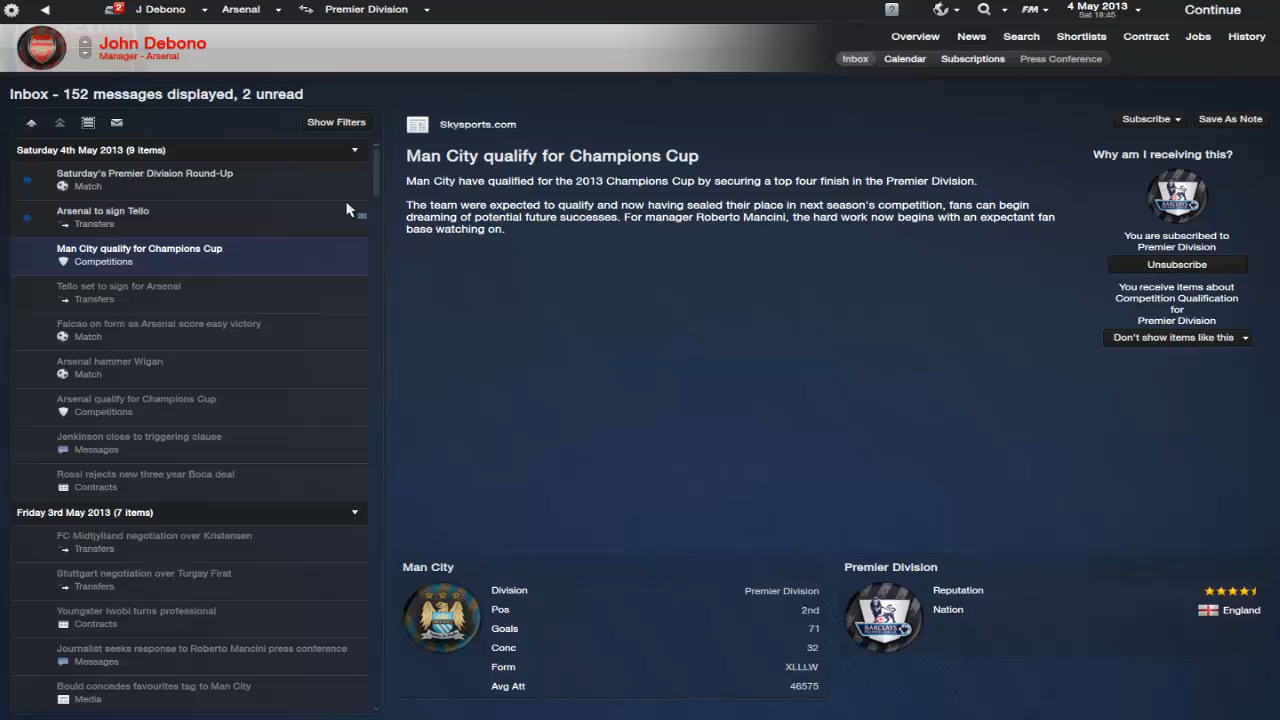 2
J Debono
Arsenal
Premier Division
?
FM
4 May 2013
Sat 18:45
Continue
John Debono
Manager - Arsenal
Overview
News
Search
Shortlists
Contract
Jobs
History
Inbox
Calendar
Subscriptions
Press Conference
Inbox - 152 messages displayed, 2 unread
Show Filters
Saturday 4th May 2013 (9 items)
Saturday's Premier Division Round-Up
Match
Arsenal to sign Tello
Transfers
Man City qualify for Champions Cup
Competitions
Tello set to sign for Arsenal
Transfers
Falcao on form as Arsenal score easy victory
Match
Arsenal hammer Wigan
Match
Arsenal qualify for Champions Cup
Competitions
Jenkinson close to triggering clause
Messages
Rossi rejects new three year Boca deal
Contracts
Friday 3rd May 2013 (7 items)
FC Midtjylland negotiation over Kristensen
Transfers
Stuttgart negotiation over Turgay Firat
Transfers
Youngster Iwobi turns professional
Contracts
Journalist seeks response to Roberto Mancini press conference
Messages
Bould concedes favourites tag to Man City
Media
Skysports.com
Subscribe
Save As Note
Man City qualify for Champions Cup
Man City have qualified for the 2013 Champions Cup by securing a top four finish in the Premier Division.
The team were expected to qualify and now having sealed their place in next season's competition, fans can begin
dreaming of potential future successes. For manager Roberto Mancini, the hard work now begins with an expectant fan
base watching on.
Why am I receiving this?
You are subscribed to
Premier Division
Unsubscribe
You receive items about
Competition Qualification
for
Premier Division
Don't show items like this
Man City
Division Premier Division
Pos 2nd
Goals 71
Conc 32
Form XLLLW
Avg Att 46575
Premier Division
BARCLAYS
Reputation
Nation England